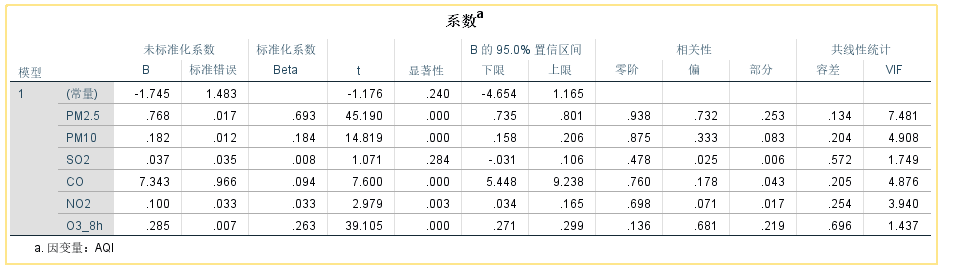 系数a
未标准化系数 标准化系数 B 的 95.0% 置信区间 相关性 共线性统计
模型 B 标准错误 Beta t 显著性 下限 上限 零阶 偏 部分 容差 VIF
1 (常量) -1.745 1.483 -1.176 .240 -4.654 1.165
PM2.5 .768 .017 .693 45.190 .000 .735 .801 .938 .732 .253 .134 7.481
PM10 .182 .012 .184 14.819 .000 .158 .206 .875 .333 .083 .204 4.908
SO2 .037 .035 .008 1.071 .284 -.031 .106 .478 .025 .006 .572 1.749
CO 7.343 .966 .094 7.600 .000 5.448 9.238 .760 .178 .043 .205 4.876
NO2 .100 .033 .033 2.979 .003 .034 .165 .698 .071 .017 .254 3.940
O3_8h .285 .007 .263 39.105 .000 .271 .299 .136 .681 .219 .696 1.437
a. 因变量：AQI